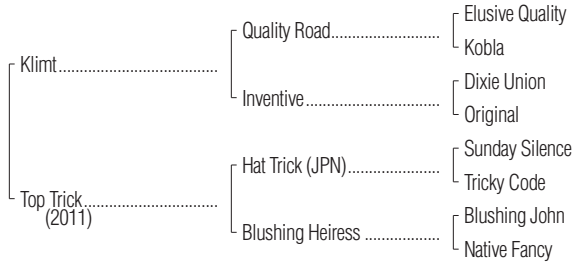 Elusive Quality
Quality Road
Kobla
Klimt
Dixie Union
Inventive
Original
Sunday Silence
Hat Trick (JPN)
Tricky Code
Top Trick
(2011)
Blushing John
Blushing Heiress
Native Fancy